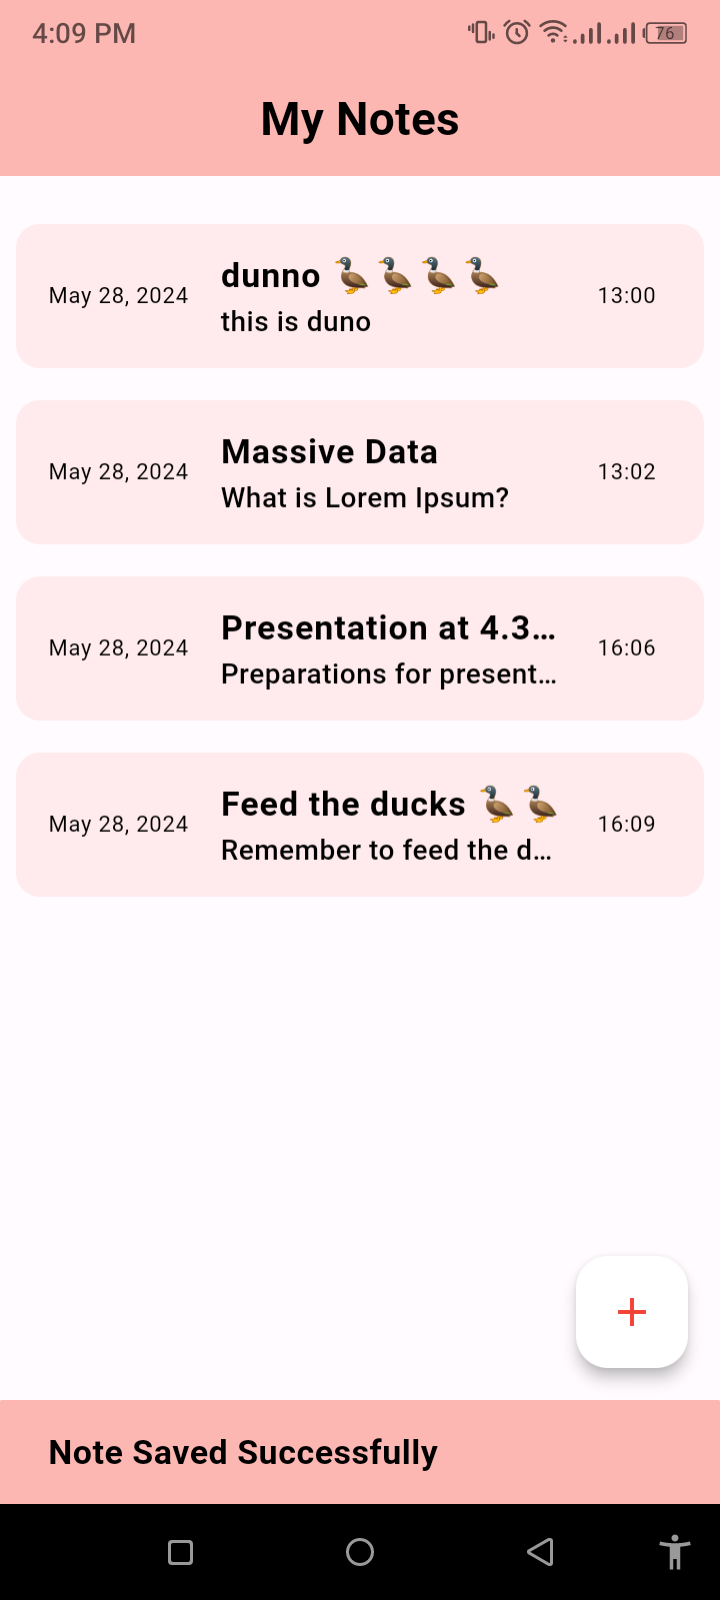 4:09 PM
76
My Notes
May 28, 2024
dunno 🦆🦆🦆🦆
this is duno
13:00
May 28, 2024
Massive Data
What is Lorem Ipsum?
13:02
May 28, 2024
Presentation at 4.3...
Preparations for present...
16:06
May 28, 2024
Feed the ducks 🦆🦆
Remember to feed the d...
16:09
Note Saved Successfully